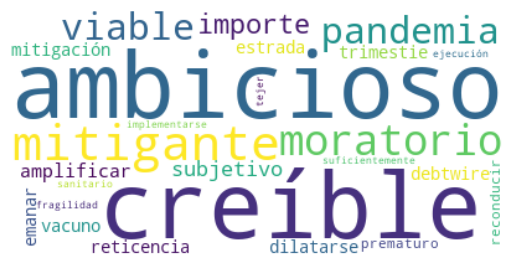 viable importe pandemia
mitigación estrada trimestie ejecución
ambicioso
tejer
implementarse
mitigante moratorio
suficientemente
amplificar subjetivo debtwire
sanitario
creíble
fragilidad
emanar vacuno reconducir
reticencia dilatarse prematuro